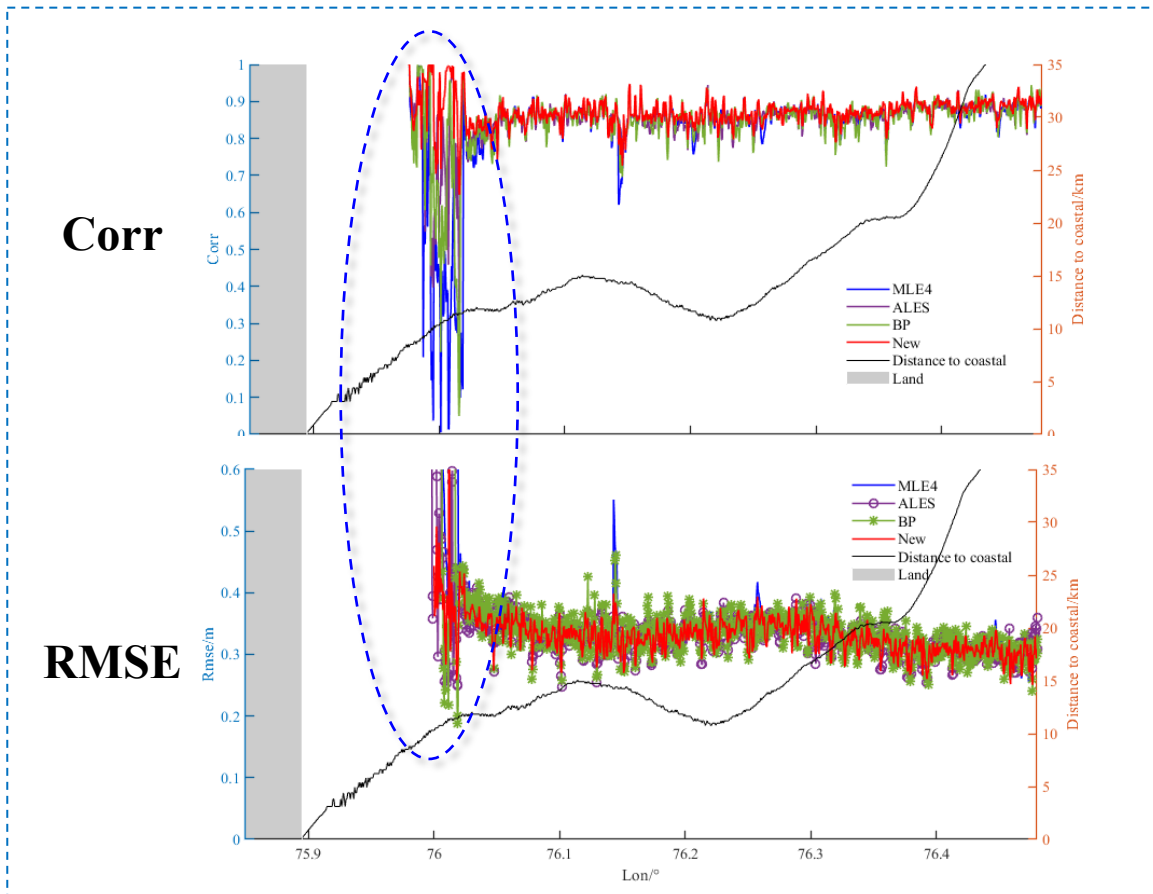 Corr
Corr
1
0.9
0.8
0.7
0.6
0.5
0.4
0.3
0.2
0.1
0
35
30
25
20
15
10
5
0
Distance to coastal/km
MLE4
ALES
BP
New
Distance to coastal
Land
RMSE
Rmse/m
0.6
0.5
0.4
0.3
0.2
0.1
0
35
30
25
20
15
10
5
0
Distance to coastal/km
MLE4
ALES
BP
New
Distance to coastal
Land
75.9 76 76.1 76.2 76.3 76.4
Lon/°